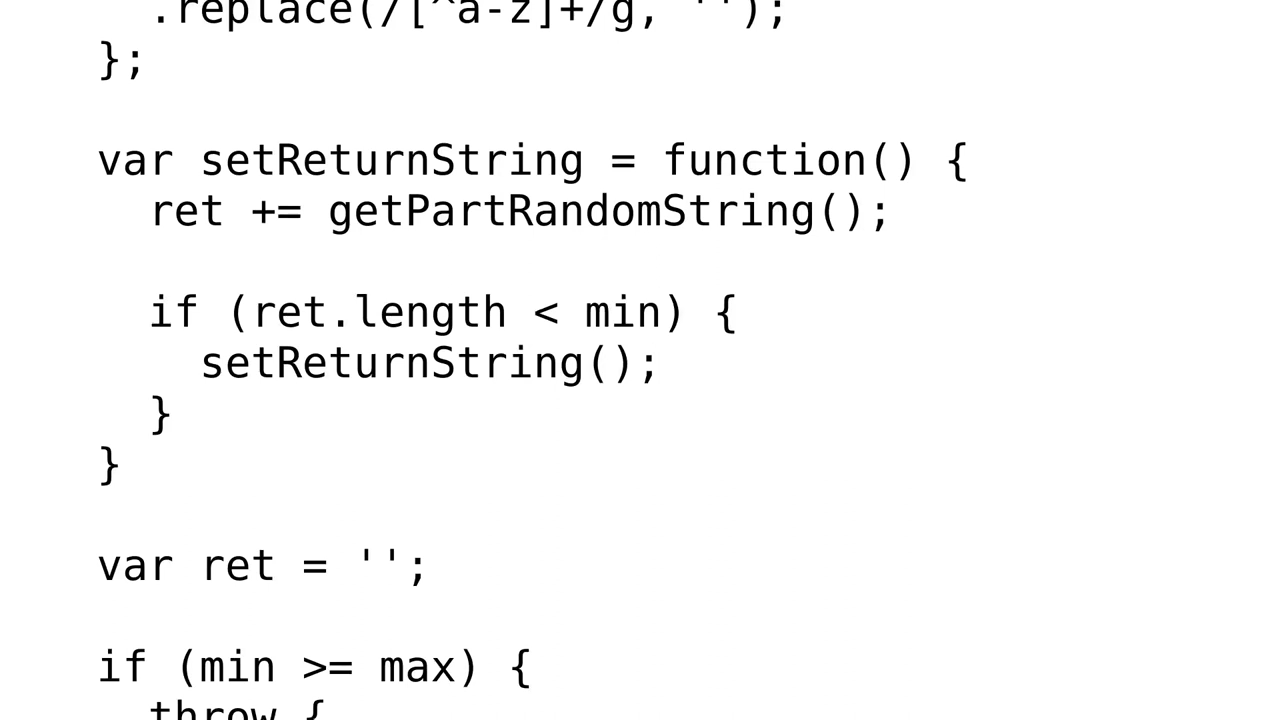 .replace(/[^a-z]+/g, '');
};

var setReturnString = function() {
ret += getPartRandomString();

if (ret.length < min) {
setReturnString();
}
}

var ret = '';

if (min >= max) {
throw {